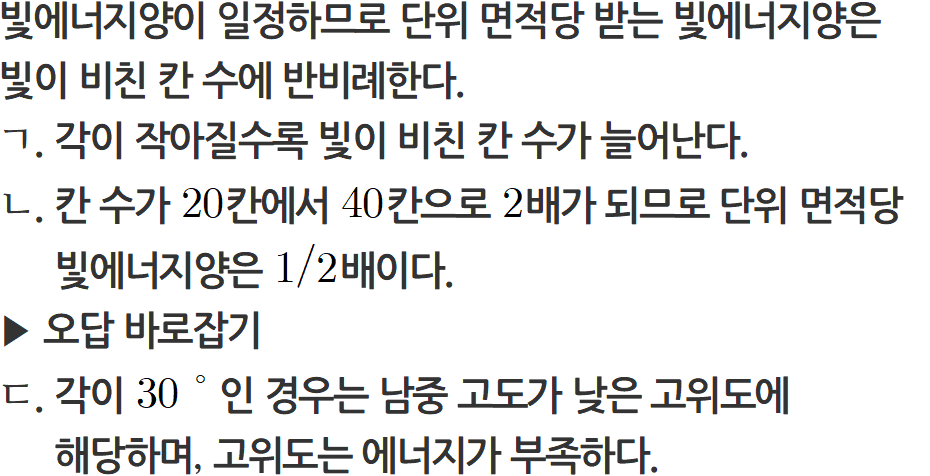 빛에너지양이 일정하므로 단위 면적당 받는 빛에너지양은
빛이 비친 칸 수에 반비례한다.
ㄱ. 각이 작아질수록 빛이 비친 칸 수가 늘어난다.
ㄴ. 칸 수가 20칸에서 40칸으로 2배가 되므로 단위 면적당
빛에너지양은 1/2배이다.
▶ 오답 바로잡기
ㄷ. 각이 30 ° 인 경우는 남중 고도가 낮은 고위도에
해당하며, 고위도는 에너지가 부족하다.